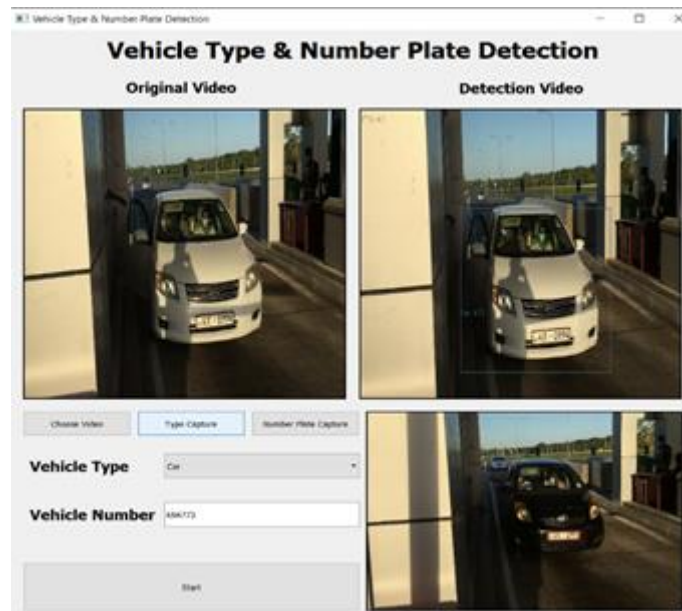 Vehicle Type & Number Plate Detection
Vehicle Type & Number Plate Detection
Original Video
Detection Video
Choose Video
Type Capture
Number Plate Capture
Vehicle Type
Car
Vehicle Number
Start